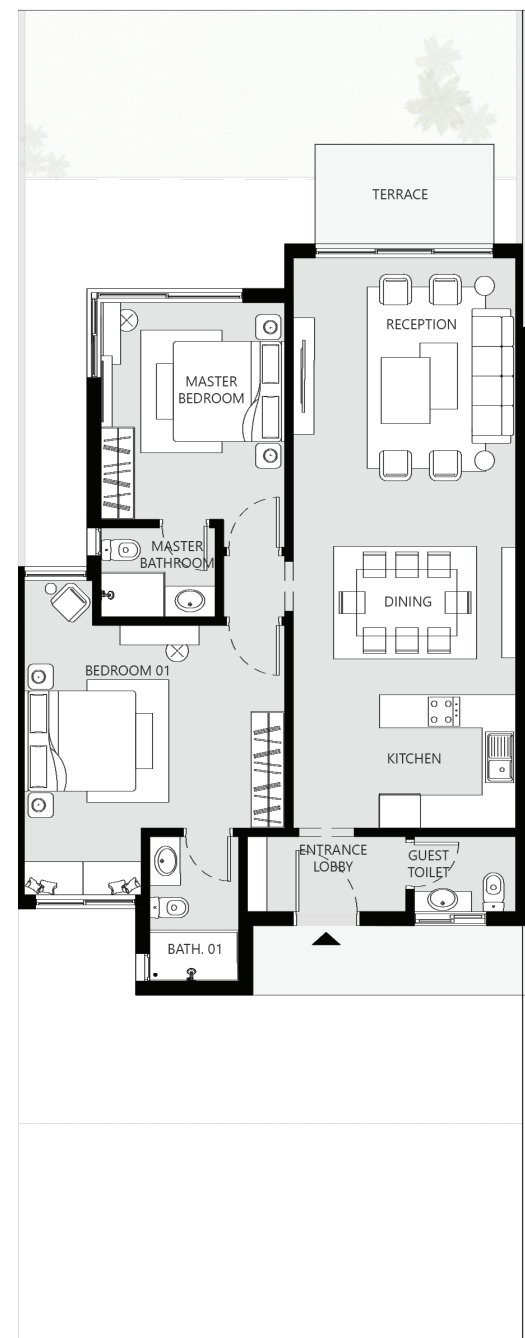 TERRACE
RECEPTION
MASTER
BEDROOM
MASTER
BATHROOM
DINING
BEDROOM 01
KITCHEN
ENTRANCE
LOBBY
GUEST
TOILET
BATH. 01